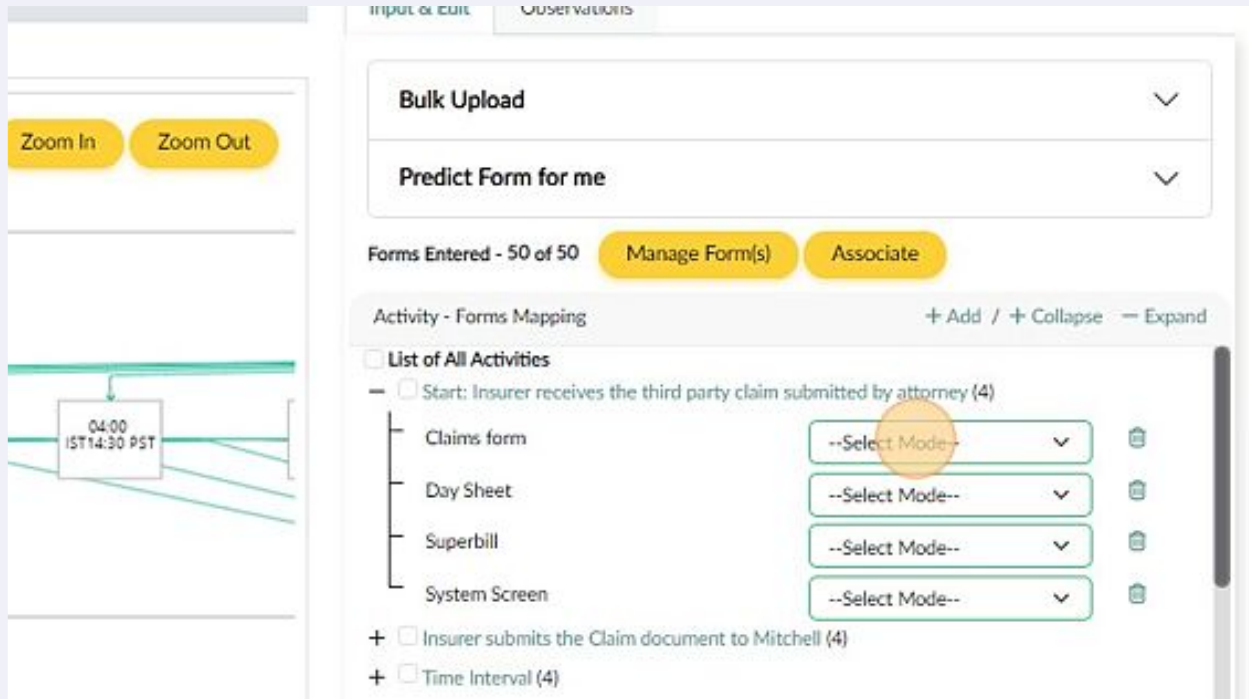 Input & Edit
Observations
Zoom In
Zoom Out
Bulk Upload
Predict Form for me
Forms Entered - 50 of 50
Manage Form(s)
Associate
Activity - Forms Mapping
+ Add / + Collapse
− Expand
List of All Activities
Start: Insurer receives the third party claim submitted by attorney (4)
04:00
IST14:30 PST
Claims form
--Select Mode--
Day Sheet
--Select Mode--
Superbill
--Select Mode--
System Screen
--Select Mode--
Insurer submits the Claim document to Mitchell (4)
Time Interval (4)